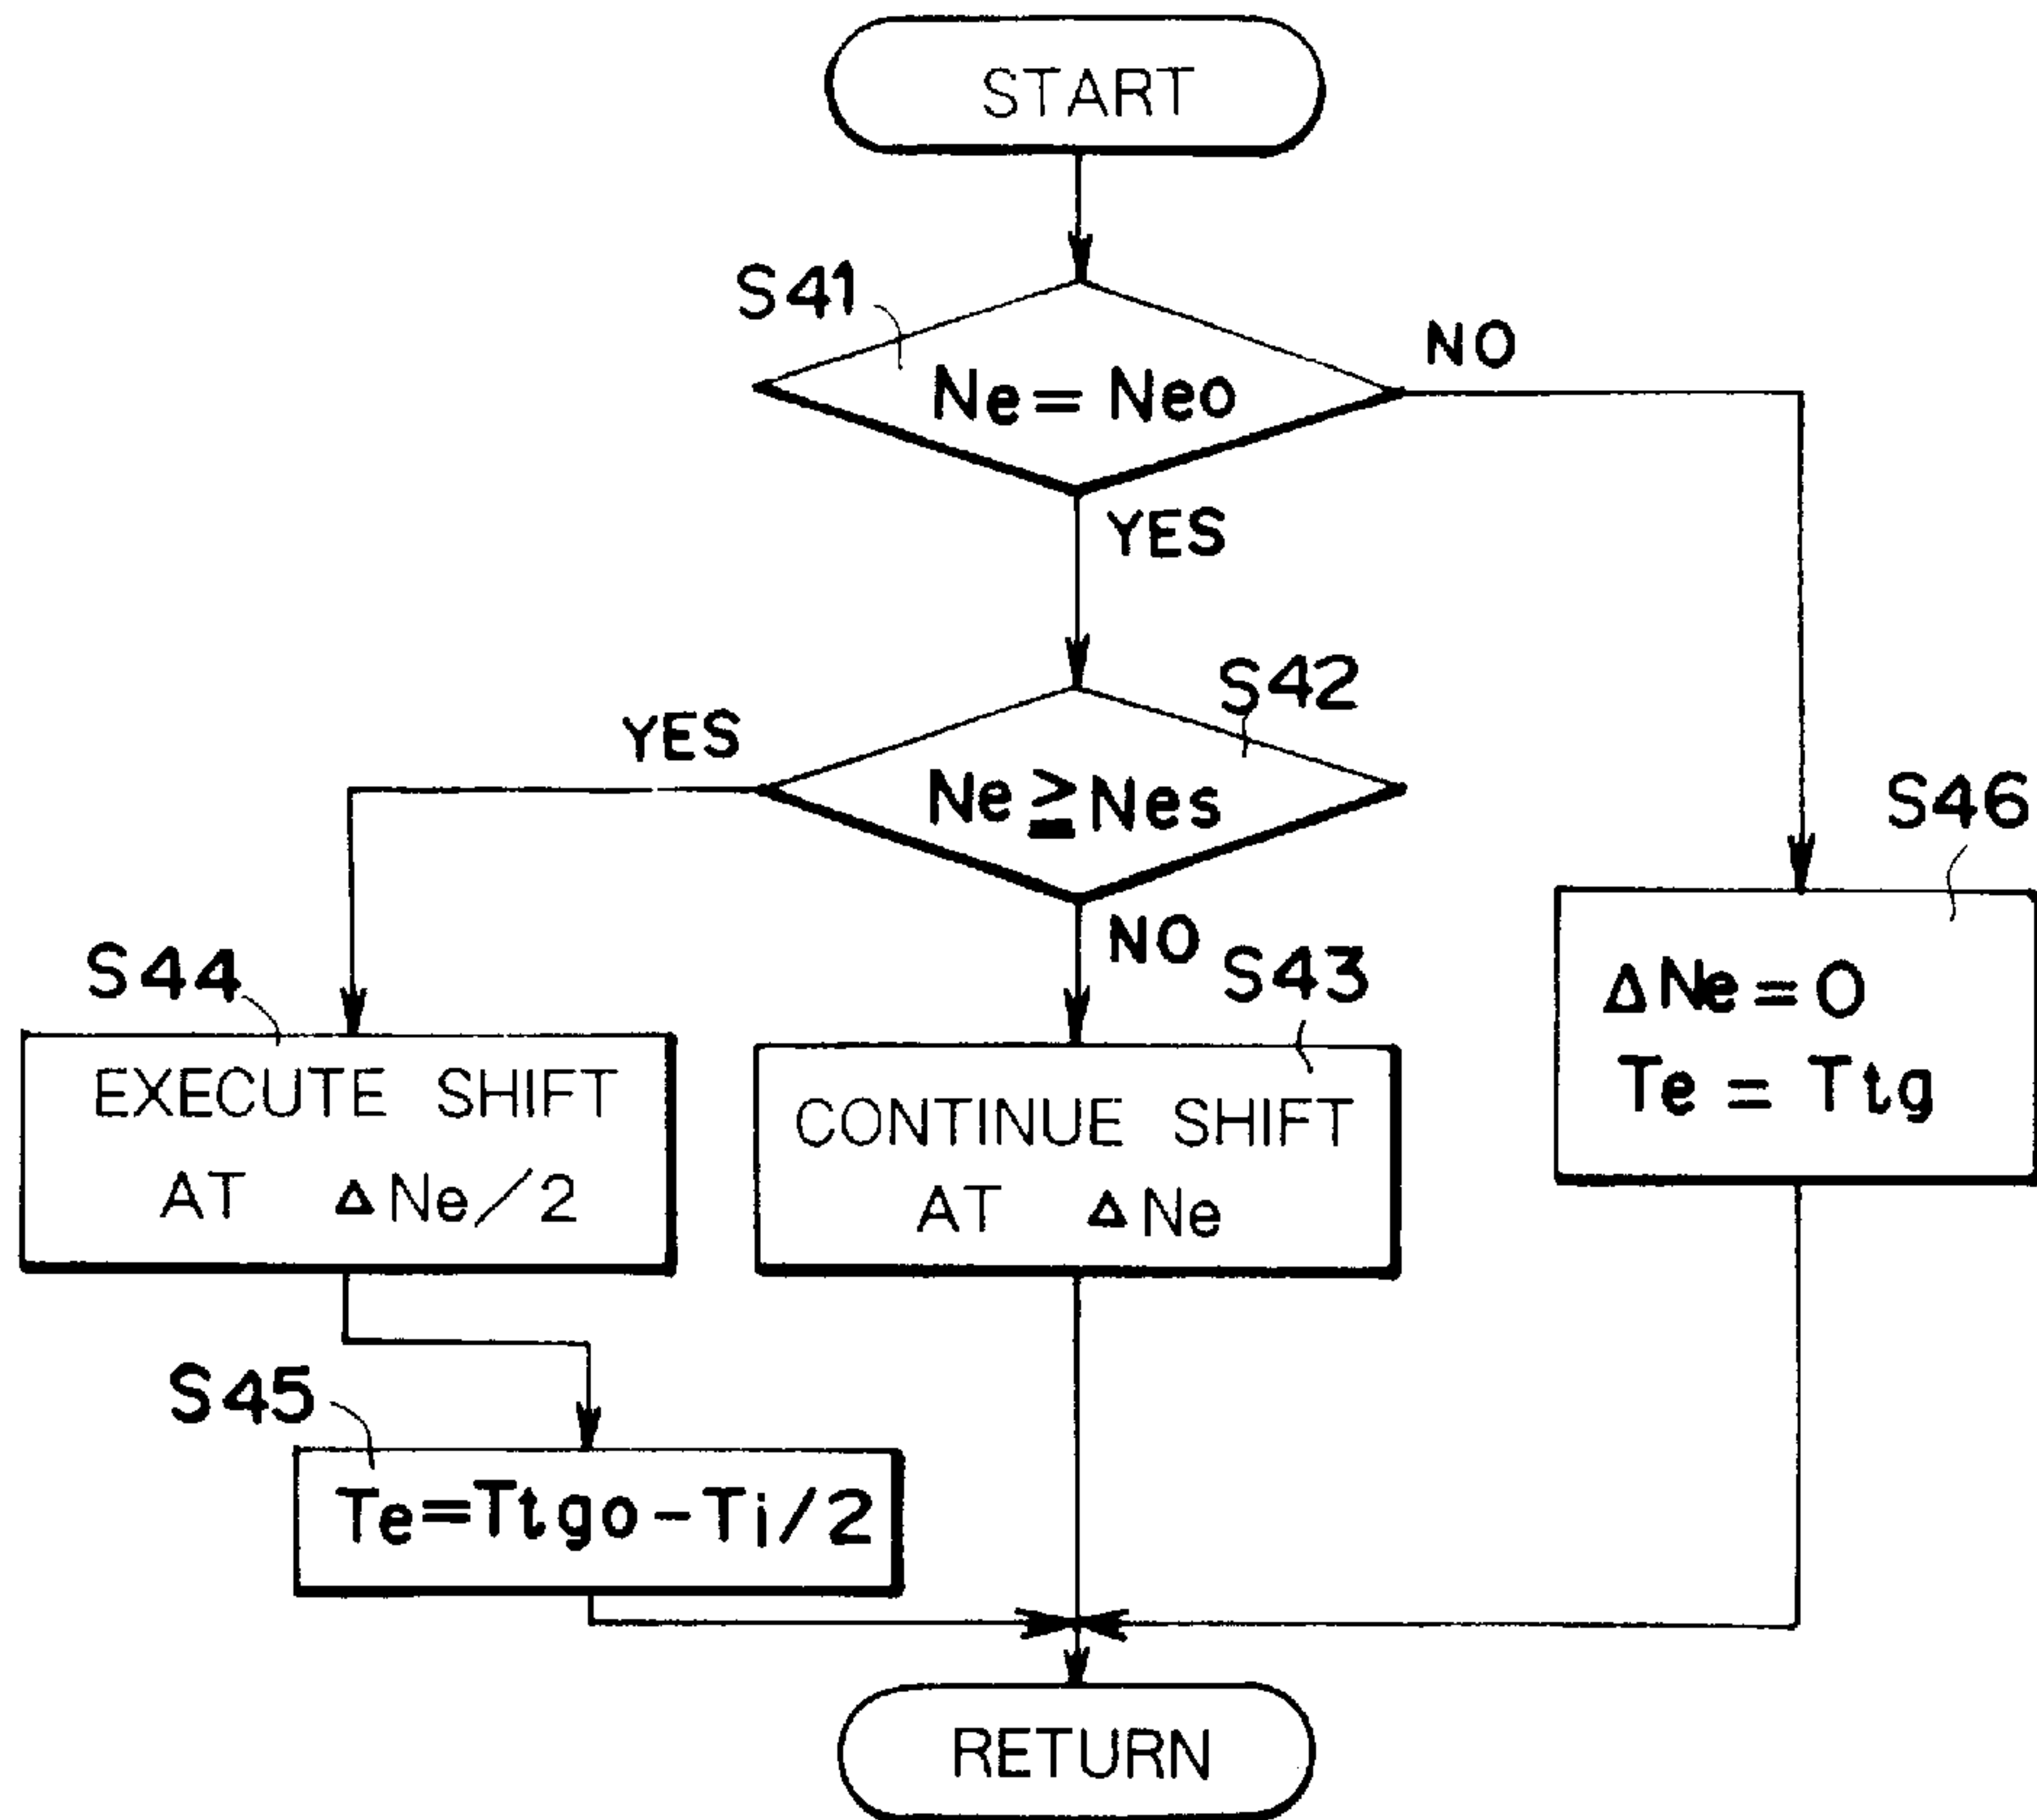 START
S41
Ne = Neo
NO
YES
S42
YES
Ne ≧ Nes
S46
NO
S44
S43
ΔNe = 0
Te = Ttg
EXECUTE SHIFT
AT ΔNe/2
CONTINUE SHIFT
AT ΔNe
S45
Te=Ttgo-Ti/2
RETURN